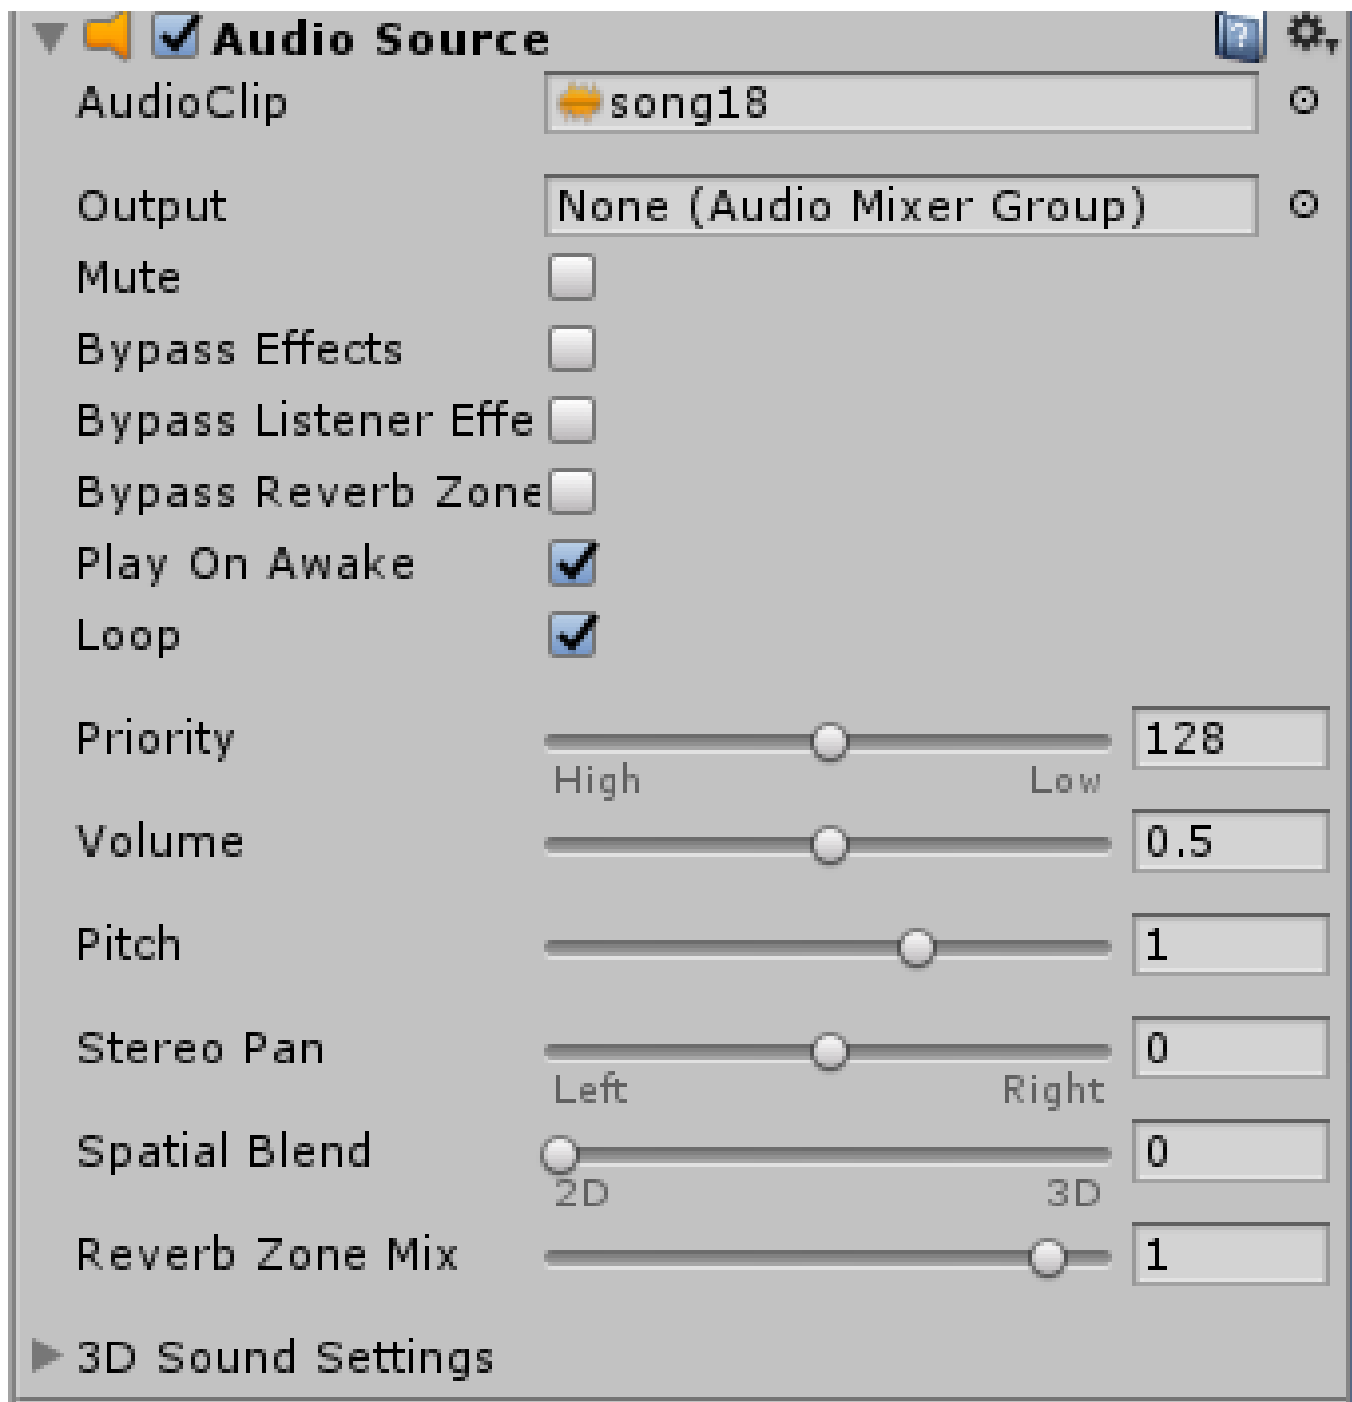 Audio Source
AudioClip song18
Output None (Audio Mixer Group)
Mute
Bypass Effects
Bypass Listener Effe
Bypass Reverb Zone
Play On Awake
Loop
Priority 128
High Low
Volume 0.5
Pitch 1
Stereo Pan 0
Left Right
Spatial Blend 0
2D 3D
Reverb Zone Mix 1
3D Sound Settings